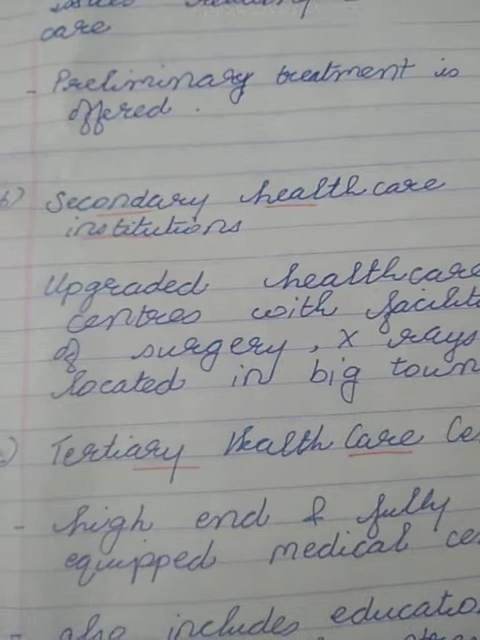 care
- Preliminary treatment is
offered.
b) Secondary healthcare
institutions
Upgraded healthcare
centres with
of surgery, X rays
located in big town
Tertiary Health Care
- high end & fully
equipped medical
- also includes